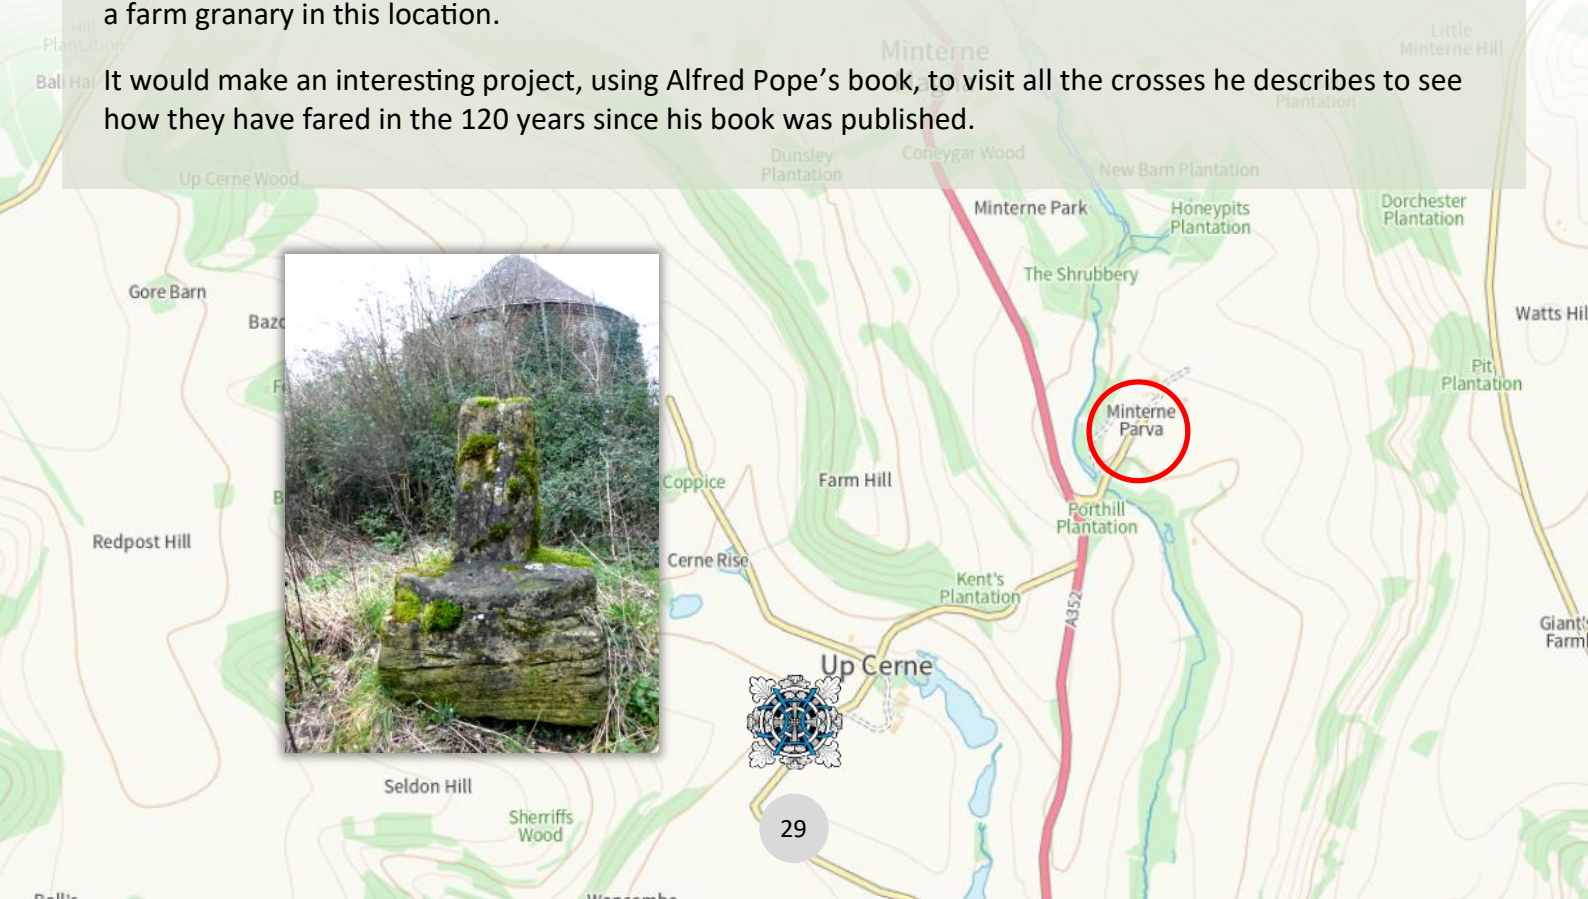 a farm granary in this location.
It would make an interesting project, using Alfred Pope's book, to visit all the crosses he describes to see
how they have fared in the 120 years since his book was published.
Hill
Plantation
Minterne
Little
Minterne Hill
Plantation
Dunsley
Plantation
Coneygar Wood
New Barn Plantation
Up Cerne Wood
Minterne Park
Honeypits
Plantation
Dorchester
Plantation
The Shrubbery
Gore Barn
Watts Hil
Pit
Plantation
Minterne
Parva
Coppice
Farm Hill
Porthill
Plantation
Redpost Hill
Cerne Rise
Kent's
Plantation
A352
Giant's
Farm
Up Cerne
Seldon Hill
Sherriffs
Wood
29